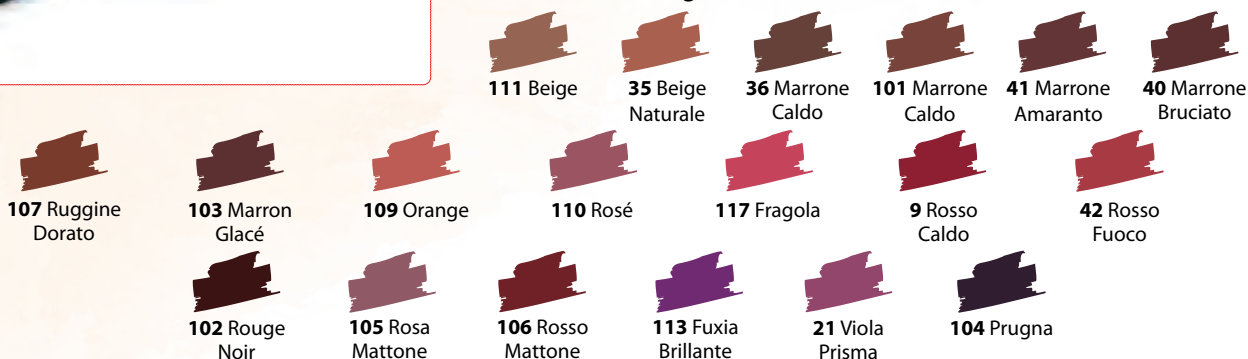 111 Beige
35 Beige
Naturale
36 Marrone
Caldo
101 Marrone
Caldo
41 Marrone
Amaranto
40 Marrone
Bruciato
107 Ruggine
Dorato
103 Marron
Glacé
109 Orange
110 Rosé
117 Fragola
9 Rosso
Caldo
42 Rosso
Fuoco
102 Rouge
Noir
105 Rosa
Mattone
106 Rosso
Mattone
113 Fuxia
Brillante
21 Viola
Prisma
104 Prugna